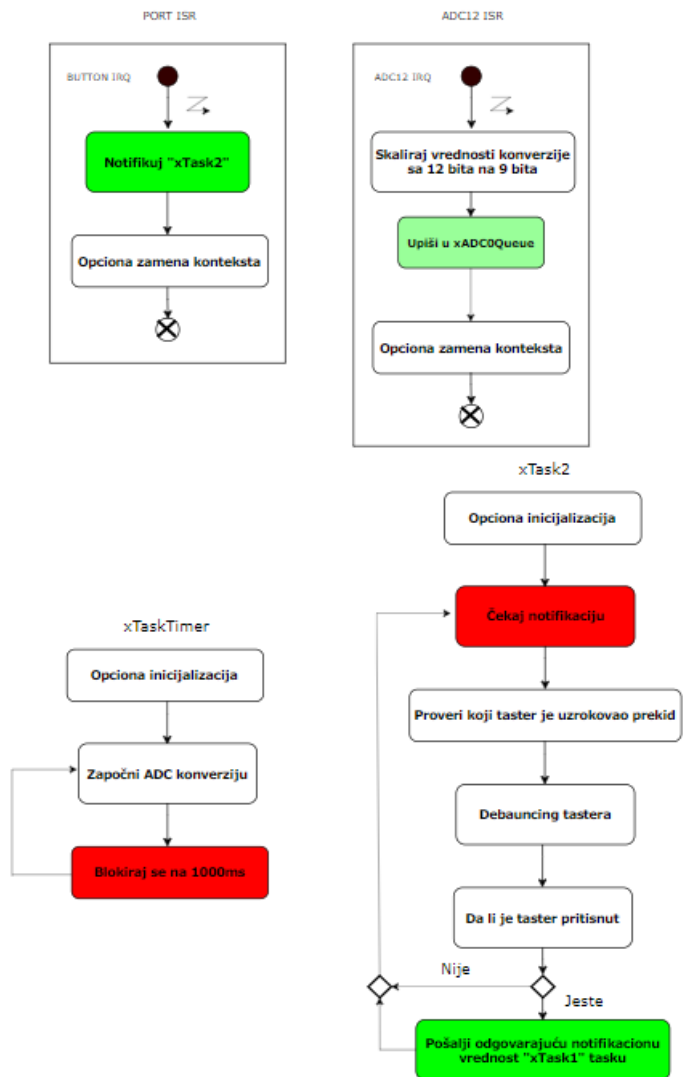 PORT ISR
BUTTON IRQ
Notifikuj "xTask2"
Opciona zamena konteksta
ADC12 ISR
ADC12 IRQ
Skaliraj vrednosti konverzije
sa 12 bita na 9 bita
Upiši u xADC0Queue
Opciona zamena konteksta
xTaskTimer
Opciona inicijalizacija
Započni ADC konverziju
Blokiraj se na 1000ms
xTask2
Opciona inicijalizacija
Čekaj notifikaciju
Proveri koji taster je uzrokovao prekid
Debauncing tastera
Da li je taster pritisnut
Nije
Jeste
Pošalji odgovarajuću notifikacionu
vrednost "xTask1" tasku